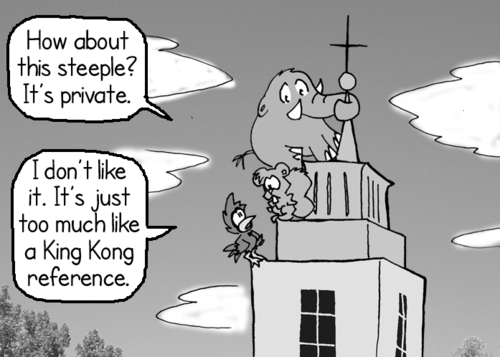 How about
this steeple?
It's private.
I don't like
it. It's just
too much like
a King Kong
reference.